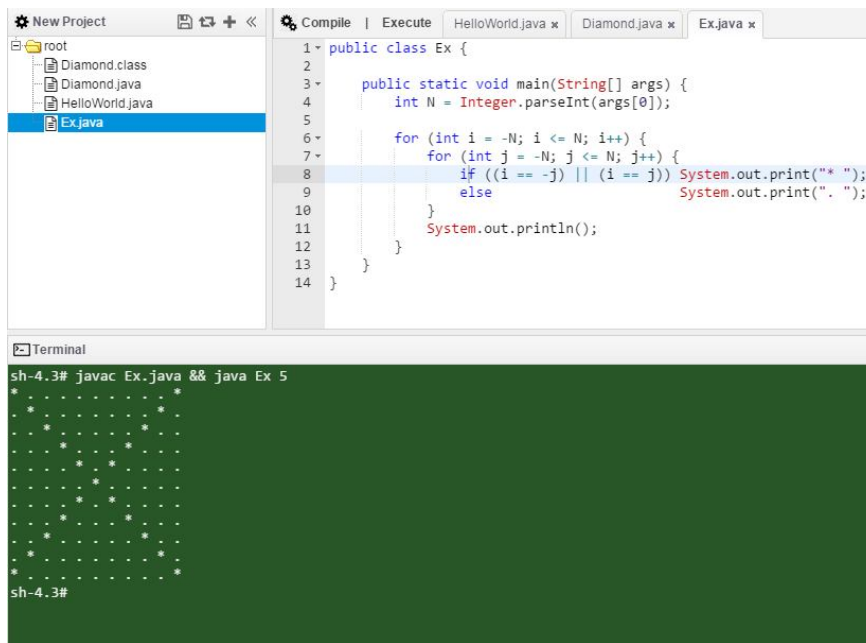 New Project
root
Diamond.class
Diamond.java
HelloWorld.java
Ex.java
Compile | Execute HelloWorld.java x Diamond.java x Ex.java x
1 public class Ex {
2
3     public static void main(String[] args) {
4         int N = Integer.parseInt(args[0]);
5
6         for (int i = -N; i <= N; i++) {
7             for (int j = -N; j <= N; j++) {
8                 if ((i == -j) || (i == j)) System.out.print("* ");
9                 else                       System.out.print(". ");
10             }
11             System.out.println();
12         }
13     }
14 }
Terminal
sh-4.3# javac Ex.java && java Ex 5
* . . . . . . . . . *
. * . . . . . . . * .
. . * . . . . . * . .
. . . * . . . * . . .
. . . . * . * . . . .
. . . . . * . . . . .
. . . . * . * . . . .
. . . * . . . * . . .
. . * . . . . . * . .
. * . . . . . . . * .
* . . . . . . . . . *
sh-4.3#